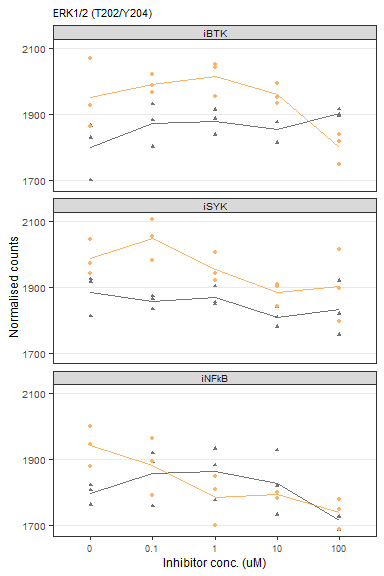 ERK1/2 (T202/Y204)
iBTK
2100
1900
1700
iSYK
2100
1900
1700
Normalised counts
iNFkB
2100
1900
1700
0 0.1 1 10 100
Inhibitor conc. (uM)